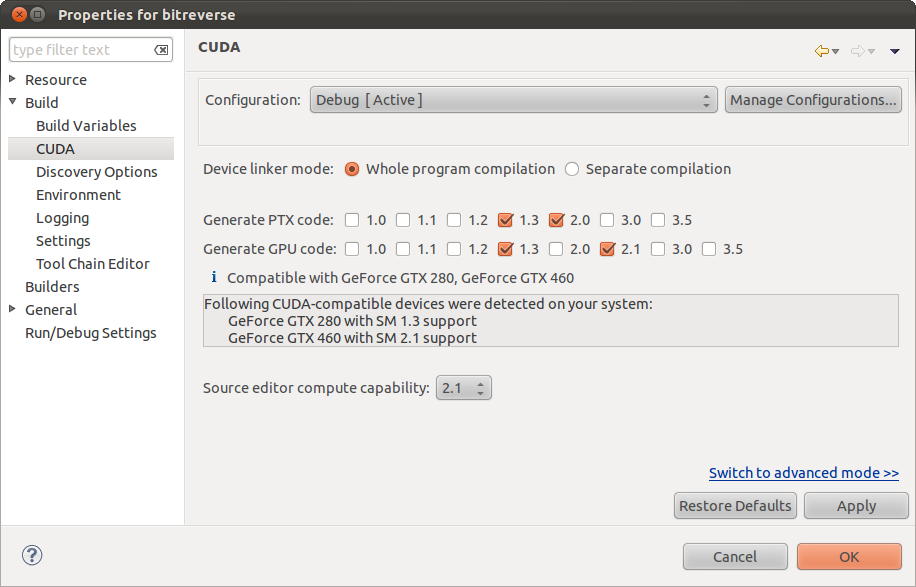 Properties for bitreverse
type filter text
CUDA
Resource
Build
Build Variables
CUDA
Discovery Options
Environment
Logging
Settings
Tool Chain Editor
Builders
General
Run/Debug Settings
Configuration: Debug [ Active ] Manage Configurations...
Device linker mode: Whole program compilation Separate compilation
Generate PTX code: 1.0 1.1 1.2 1.3 2.0 3.0 3.5
Generate GPU code: 1.0 1.1 1.2 1.3 2.0 2.1 3.0 3.5
i Compatible with GeForce GTX 280, GeForce GTX 460
Following CUDA-compatible devices were detected on your system:
GeForce GTX 280 with SM 1.3 support
GeForce GTX 460 with SM 2.1 support
Source editor compute capability: 2.1
Switch to advanced mode >>
Restore Defaults Apply
? Cancel OK